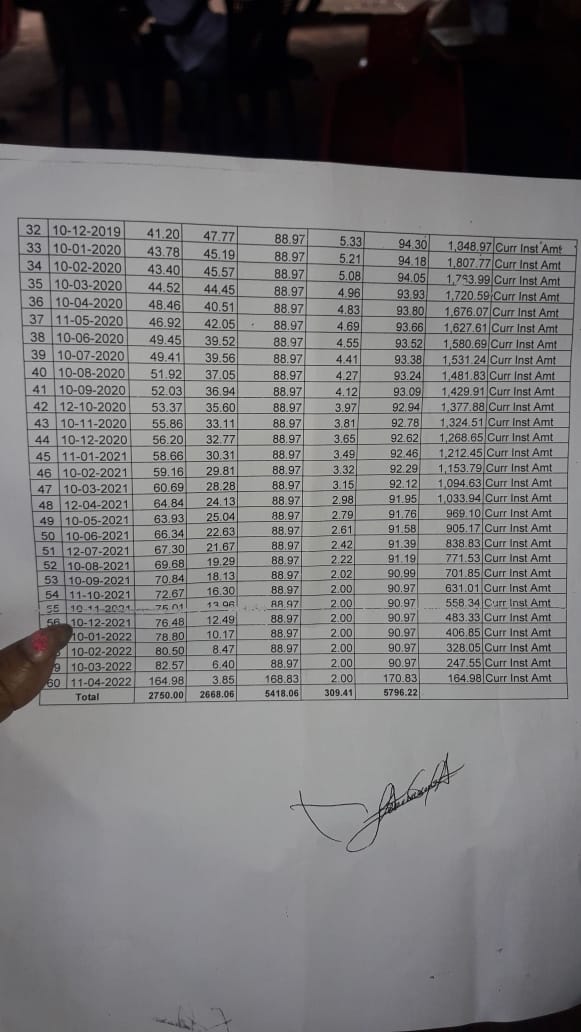 32 10-12-2019 41.20 47.77 88.97 5.33 94.30 1,848.97 Curr Inst Amt
33 10-01-2020 43.78 45.19 88.97 5.21 94.18 1,807.77 Curr Inst Amt
34 10-02-2020 43.40 45.57 88.97 5.08 94.05 1,763.99 Curr Inst Amt
35 10-03-2020 44.52 44.45 88.97 4.96 93.93 1,720.59 Curr Inst Amt
36 10-04-2020 48.46 40.51 88.97 4.83 93.80 1,676.07 Curr Inst Amt
37 11-05-2020 46.92 42.05 88.97 4.69 93.66 1,627.61 Curr Inst Amt
38 10-06-2020 49.45 39.52 88.97 4.55 93.52 1,580.69 Curr Inst Amt
39 10-07-2020 49.41 39.56 88.97 4.41 93.38 1,531.24 Curr Inst Amt
40 10-08-2020 51.92 37.05 88.97 4.27 93.24 1,481.83 Curr Inst Amt
41 10-09-2020 52.03 36.94 88.97 4.12 93.09 1,429.91 Curr Inst Amt
42 12-10-2020 53.37 35.60 88.97 3.97 92.94 1,377.88 Curr Inst Amt
43 10-11-2020 55.86 33.11 88.97 3.81 92.78 1,324.51 Curr Inst Amt
44 10-12-2020 56.20 32.77 88.97 3.65 92.62 1,268.65 Curr Inst Amt
45 11-01-2021 58.66 30.31 88.97 3.49 92.46 1,212.45 Curr Inst Amt
46 10-02-2021 59.16 29.81 88.97 3.32 92.29 1,153.79 Curr Inst Amt
47 10-03-2021 60.69 28.28 88.97 3.15 92.12 1,094.63 Curr Inst Amt
48 12-04-2021 64.84 24.13 88.97 2.98 91.95 1,033.94 Curr Inst Amt
49 10-05-2021 63.93 25.04 88.97 2.79 91.76 969.10 Curr Inst Amt
50 10-06-2021 66.34 22.63 88.97 2.61 91.58 905.17 Curr Inst Amt
51 12-07-2021 67.30 21.67 88.97 2.42 91.39 838.83 Curr Inst Amt
52 10-08-2021 69.68 19.29 88.97 2.22 91.19 771.53 Curr Inst Amt
53 10-09-2021 70.84 18.13 88.97 2.02 90.99 701.85 Curr Inst Amt
54 11-10-2021 72.67 16.30 88.97 2.00 90.97 631.01 Curr Inst Amt
55 10-11-2021 75.01 13.96 88.97 2.00 90.97 558.34 Curr Inst Amt
56 10-12-2021 76.48 12.49 88.97 2.00 90.97 483.33 Curr Inst Amt
10-01-2022 78.80 10.17 88.97 2.00 90.97 406.85 Curr Inst Amt
10-02-2022 80.50 8.47 88.97 2.00 90.97 328.05 Curr Inst Amt
9 10-03-2022 82.57 6.40 88.97 2.00 90.97 247.55 Curr Inst Amt
60 11-04-2022 164.98 3.85 168.83 2.00 170.83 164.98 Curr Inst Amt
Total 2750.00 2668.06 5418.06 309.41 5796.22